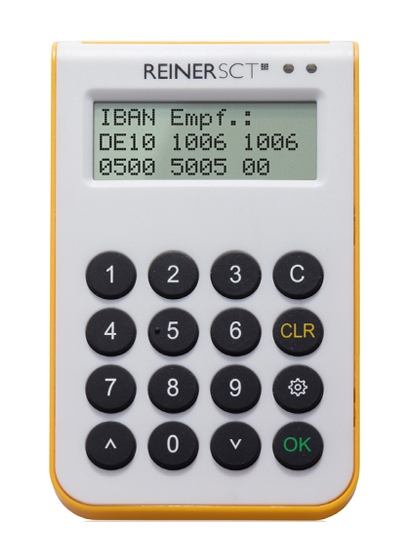 REINERSCT
IBAN Empf.:
DE10 1006 1006
0500 5005 00
1 2 3 C
4 5 6 CLR
7 8 9
0 OK